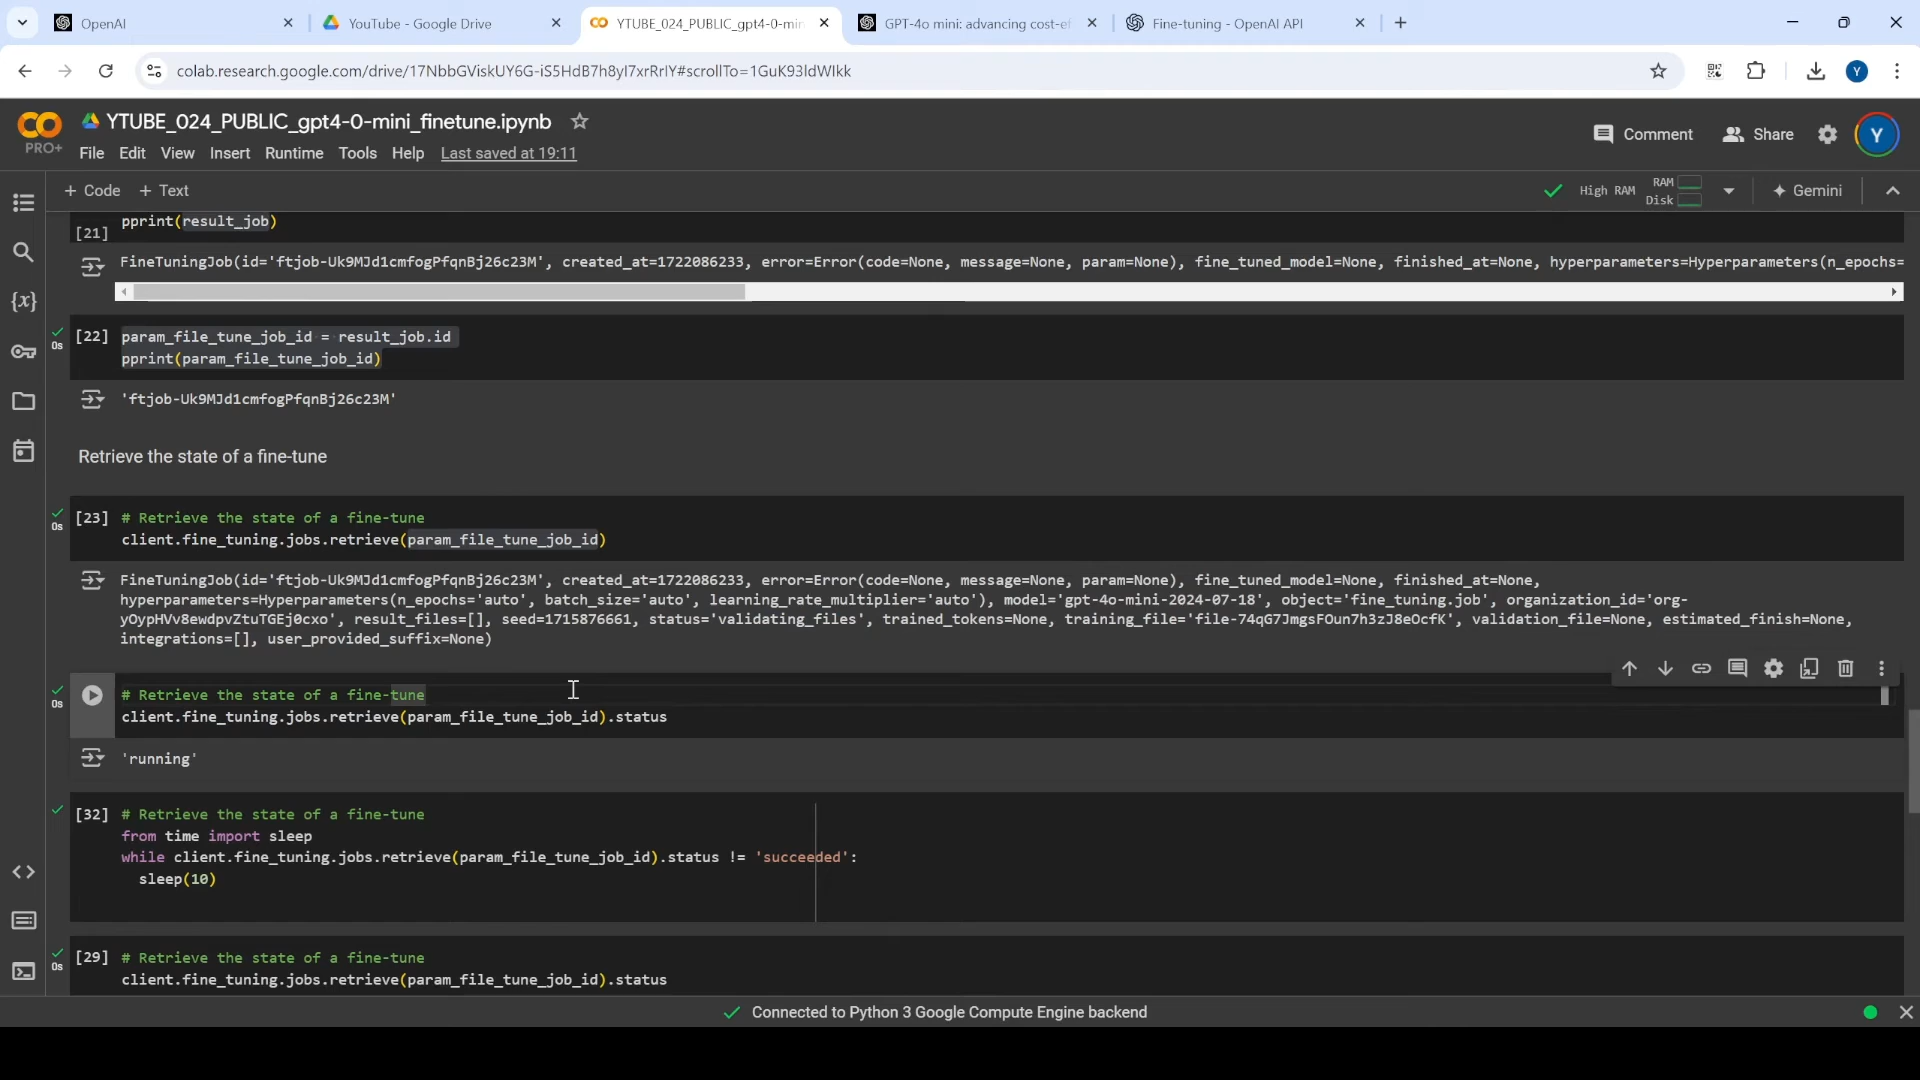 OpenAI
YouTube - Google Drive
YTUBE_024_PUBLIC_gpt4-0-min
GPT-4o mini: advancing cost-ef
Fine-tuning - OpenAI API
colab.research.google.com/drive/17NbbGViskUY6G-iS5HdB7h8yI7xrRrIY#scrollTo=1GuK93ldWIkk
Y
CO
PRO+
YTUBE_024_PUBLIC_gpt4-0-mini_finetune.ipynb
Comment
Share
Y
File Edit View Insert Runtime Tools Help Last saved at 19:11
+ Code + Text
High RAM
RAM
Disk
Gemini
pprint(result_job)
[21]
FineTuningJob(id='ftjob-Uk9MJd1cmfogPfqnBj26c23M', created_at=1722086233, error=Error(code=None, message=None, param=None), fine_tuned_model=None, finished_at=None, hyperparameters=Hyperparameters(n_epochs=
[22] param_file_tune_job_id = result_job.id
0s
pprint(param_file_tune_job_id)
'ftjob-Uk9MJd1cmfogPfqnBj26c23M'
Retrieve the state of a fine-tune
[23] # Retrieve the state of a fine-tune
0s
client.fine_tuning.jobs.retrieve(param_file_tune_job_id)
FineTuningJob(id='ftjob-Uk9MJd1cmfogPfqnBj26c23M', created_at=1722086233, error=Error(code=None, message=None, param=None), fine_tuned_model=None, finished_at=None,
hyperparameters=Hyperparameters(n_epochs='auto', batch_size='auto', learning_rate_multiplier='auto'), model='gpt-4o-mini-2024-07-18', object='fine_tuning.job', organization_id='org-
yOypHVv8ewdpvZtuTGEj0cxo', result_files=[], seed=1715876661, status='validating_files', trained_tokens=None, training_file='file-74qG7JmgsFOun7h3zJ8eOcfK', validation_file=None, estimated_finish=None,
integrations=[], user_provided_suffix=None)
# Retrieve the state of a fine-tune
0s
client.fine_tuning.jobs.retrieve(param_file_tune_job_id).status
'running'
[32] # Retrieve the state of a fine-tune
from time import sleep
while client.fine_tuning.jobs.retrieve(param_file_tune_job_id).status != 'succeeded':
sleep(10)
[29] # Retrieve the state of a fine-tune
0s
client.fine_tuning.jobs.retrieve(param_file_tune_job_id).status
Connected to Python 3 Google Compute Engine backend